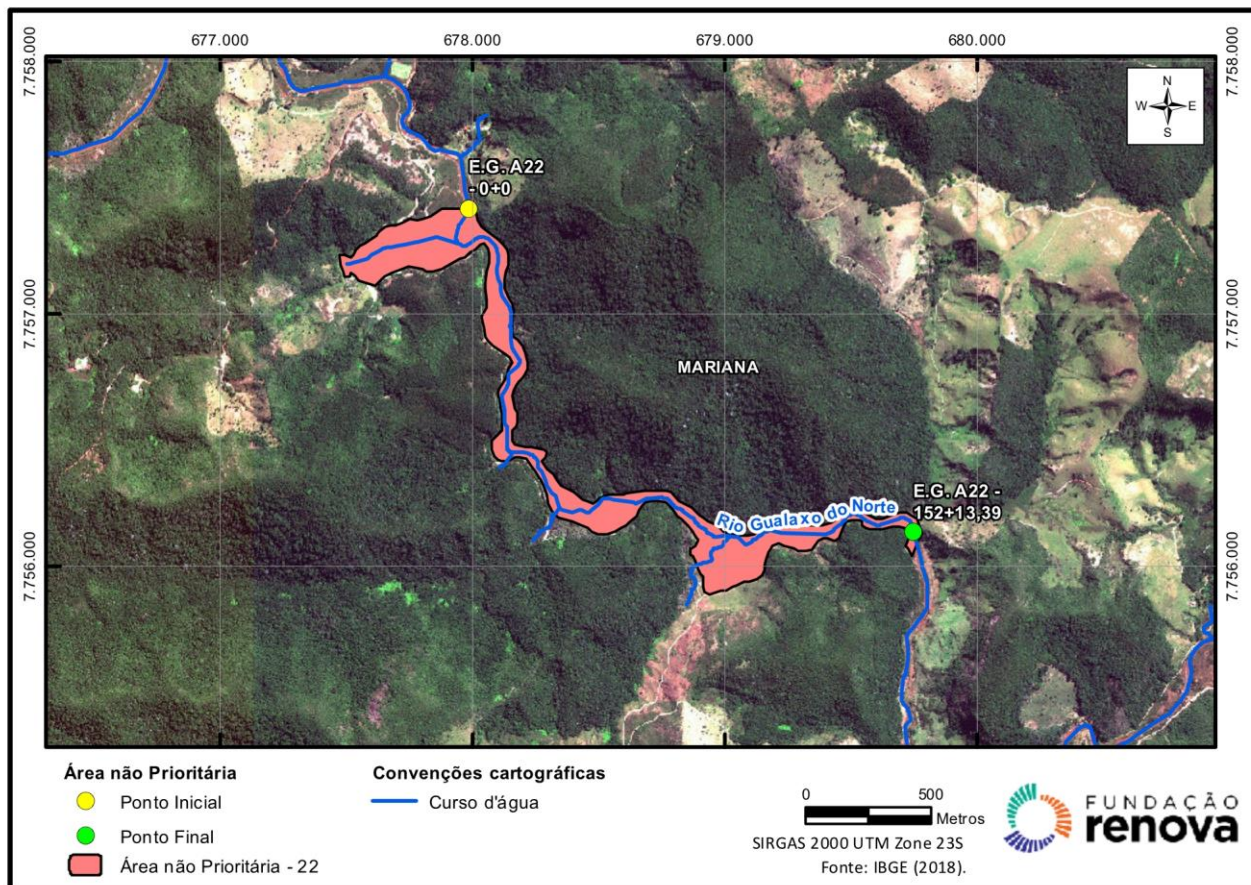 677.000
678.000
679.000
680.000
7.758.000
7.758.000
N
W E
S
E.G. A22
- 0+0
7.757.000
7.757.000
MARIANA
E.G. A22 -
152+13,39
Rio Gualaxo do Norte
7.756.000
7.756.000
Área não Prioritária
Ponto Inicial
Ponto Final
Área não Prioritária - 22
Convenções cartográficas
Curso d'água
0 500
Metros
SIRGAS 2000 UTM Zone 23S
Fonte: IBGE (2018).
FUNDAÇÃO
renova